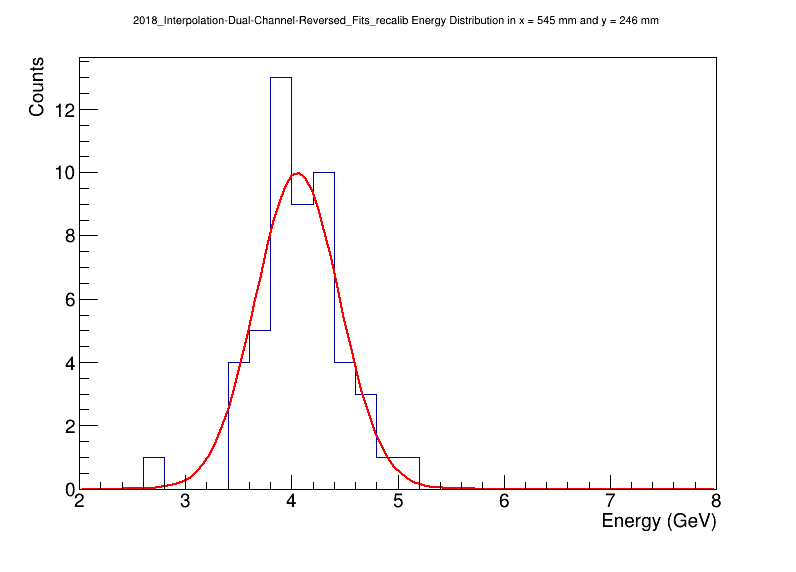 2018_Interpolation-Dual-Channel-Reversed_Fits_recalib Energy Distribution in x = 545 mm and y = 246 mm
Counts
12
10
8
6
4
2
0
2 3 4 5 6 7 8
Energy (GeV)